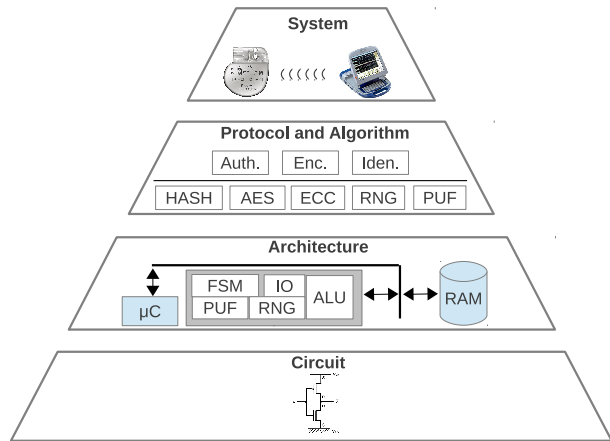 System
Protocol and Algorithm
Auth. Enc. Iden.
HASH AES ECC RNG PUF
Architecture
FSM IO
ALU
µC PUF RNG
RAM
Circuit